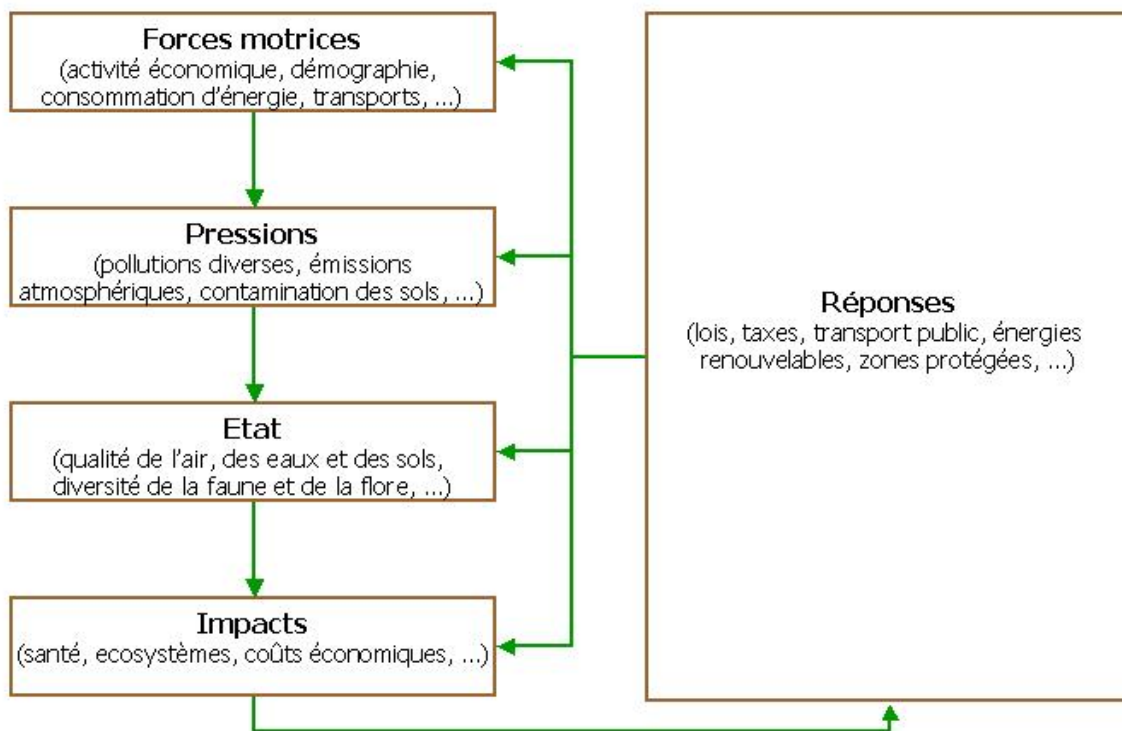 Forces motrices
(activité économique, démographie,
consommation d'énergie, transports, ...)
Pressions
(pollutions diverses, émissions
atmosphériques, contamination des sols, ...)
Etat
(qualité de l'air, des eaux et des sols,
diversité de la faune et de la flore, ...)
Impacts
(santé, ecosystèmes, coûts économiques, ...)
Réponses
(lois, taxes, transport public, énergies
renouvelables, zones protégées, ...)